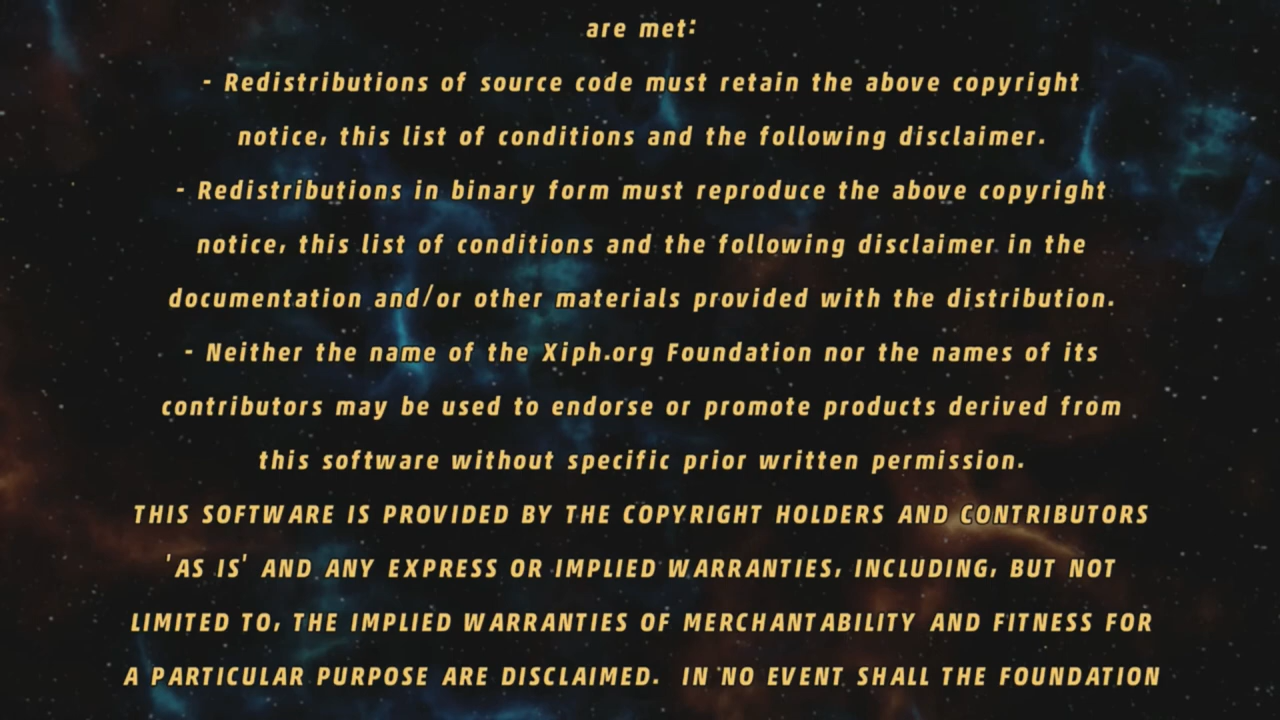 are met:
- Redistributions of source code must retain the above copyright
notice, this list of conditions and the following disclaimer.
- Redistributions in binary form must reproduce the above copyright
notice, this list of conditions and the following disclaimer in the
documentation and/or other materials provided with the distribution.
- Neither the name of the Xiph.org Foundation nor the names of its
contributors may be used to endorse or promote products derived from
this software without specific prior written permission.
THIS SOFTWARE IS PROVIDED BY THE COPYRIGHT HOLDERS AND CONTRIBUTORS
'AS IS' AND ANY EXPRESS OR IMPLIED WARRANTIES, INCLUDING, BUT NOT
LIMITED TO, THE IMPLIED WARRANTIES OF MERCHANTABILITY AND FITNESS FOR
A PARTICULAR PURPOSE ARE DISCLAIMED.  IN NO EVENT SHALL THE FOUNDATION